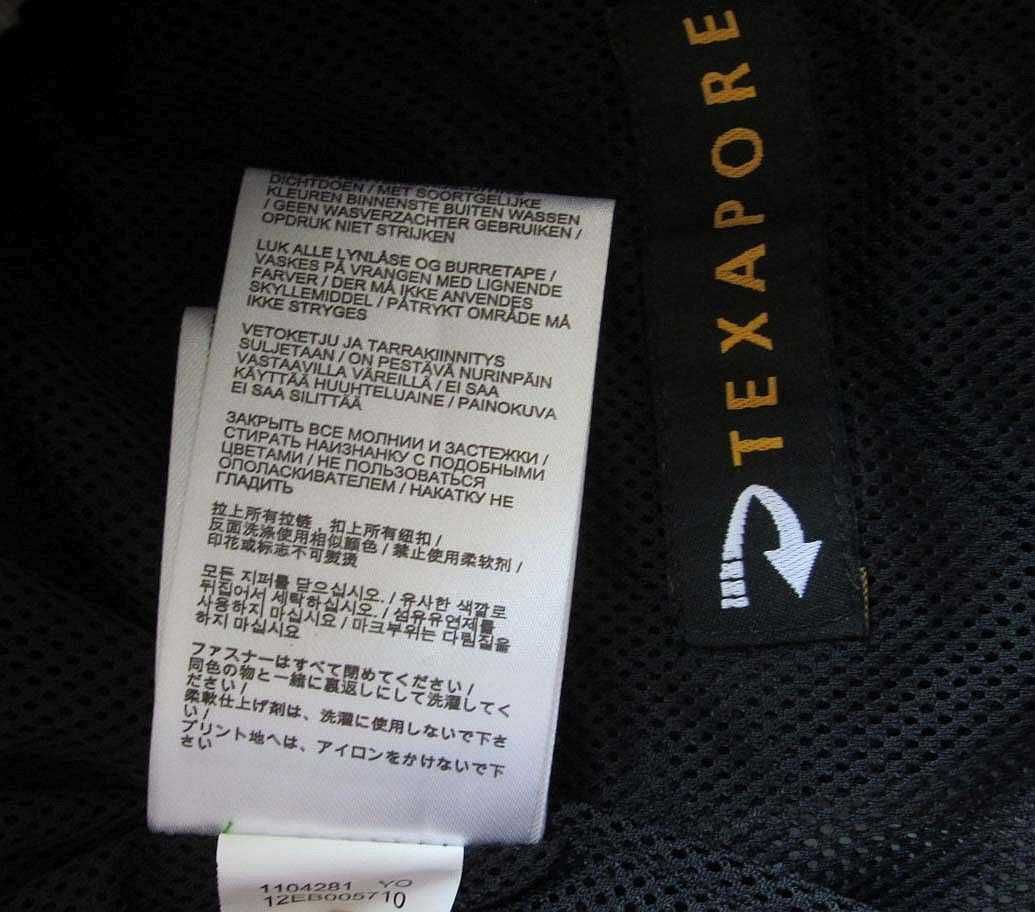 DICHTDOEN / MET SOORTGELIJKE
KLEUREN BINNENSTE BUITEN WASSEN
/ GEEN WASVERZACHTER GEBRUIKEN /
OPDRUK NIET STRIJKEN
LUK ALLE LYNLÅSE OG BURRETAPE /
VASKES PÅ VRANGEN MED LIGNENDE
FARVER / DER MÅ IKKE ANVENDES
SKYLLEMIDDEL / PÅTRYKT OMRÅDE MÅ
IKKE STRYGES
VETOKETJU JA TARRAKIINNITYS
SULJETAAN / ON PESTÄVÄ NURINPÄIN
VASTAAVILLA VÄREILLÄ / EI SAA
KÄYTTÄÄ HUUHTELUAINE / PAINOKUVA
EI SAA SILITTÄÄ
ЗАКРЫТЬ ВСЕ МОЛНИИ И ЗАСТЕЖКИ /
СТИРАТЬ НАИЗНАНКУ С ПОДОБНЫМИ
ЦВЕТАМИ / НЕ ПОЛЬЗОВАТЬСЯ
ОПОЛАСКИВАТЕЛЕМ / НАКАТКУ НЕ
ГЛАДИТЬ
拉上所有拉链，扣上所有纽扣 /
反面洗涤使用相似颜色 / 禁止使用柔软剂 /
印花或标志不可熨烫
모든 지퍼를 닫으십시오. / 유사한 색깔로
뒤집어서 세탁하십시오. / 섬유유연제를
사용하지 마십시요 / 마크부위는 다림질을
하지 마십시요
ファスナーはすべて閉めてください /
同色の物と一緒に裏返しにして洗濯してく
ださい /
柔軟仕上げ剤は、洗濯に使用しないで下さ
い /
プリント地へは、アイロンをかけないで下
さい
1104281 YO
12EB005710
TEXAPORE